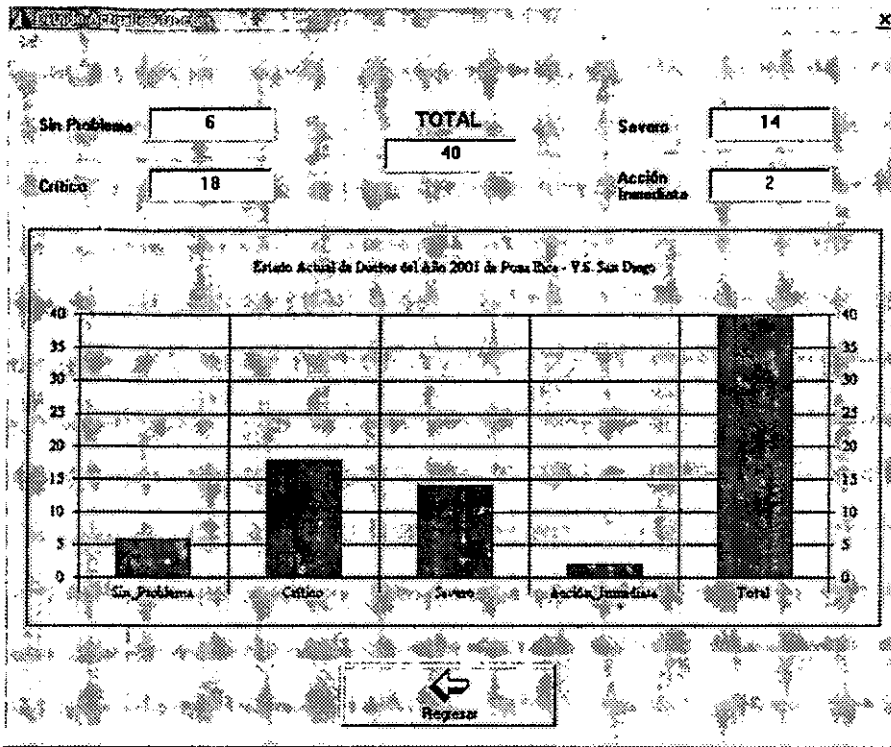 x
Sin Problema 6
TOTAL
40
Severo 14
Crítico 18
Acción
Inmediata 2
Estado Actual de Ductos del Año 2001 de Poza Rica - V.S. San Diego
40 40
35 35
30 30
25 25
20 20
15 15
10 10
5 5
0 0
Sin_Problema Crítico Severo Acción_Inmediata Total
Regresar